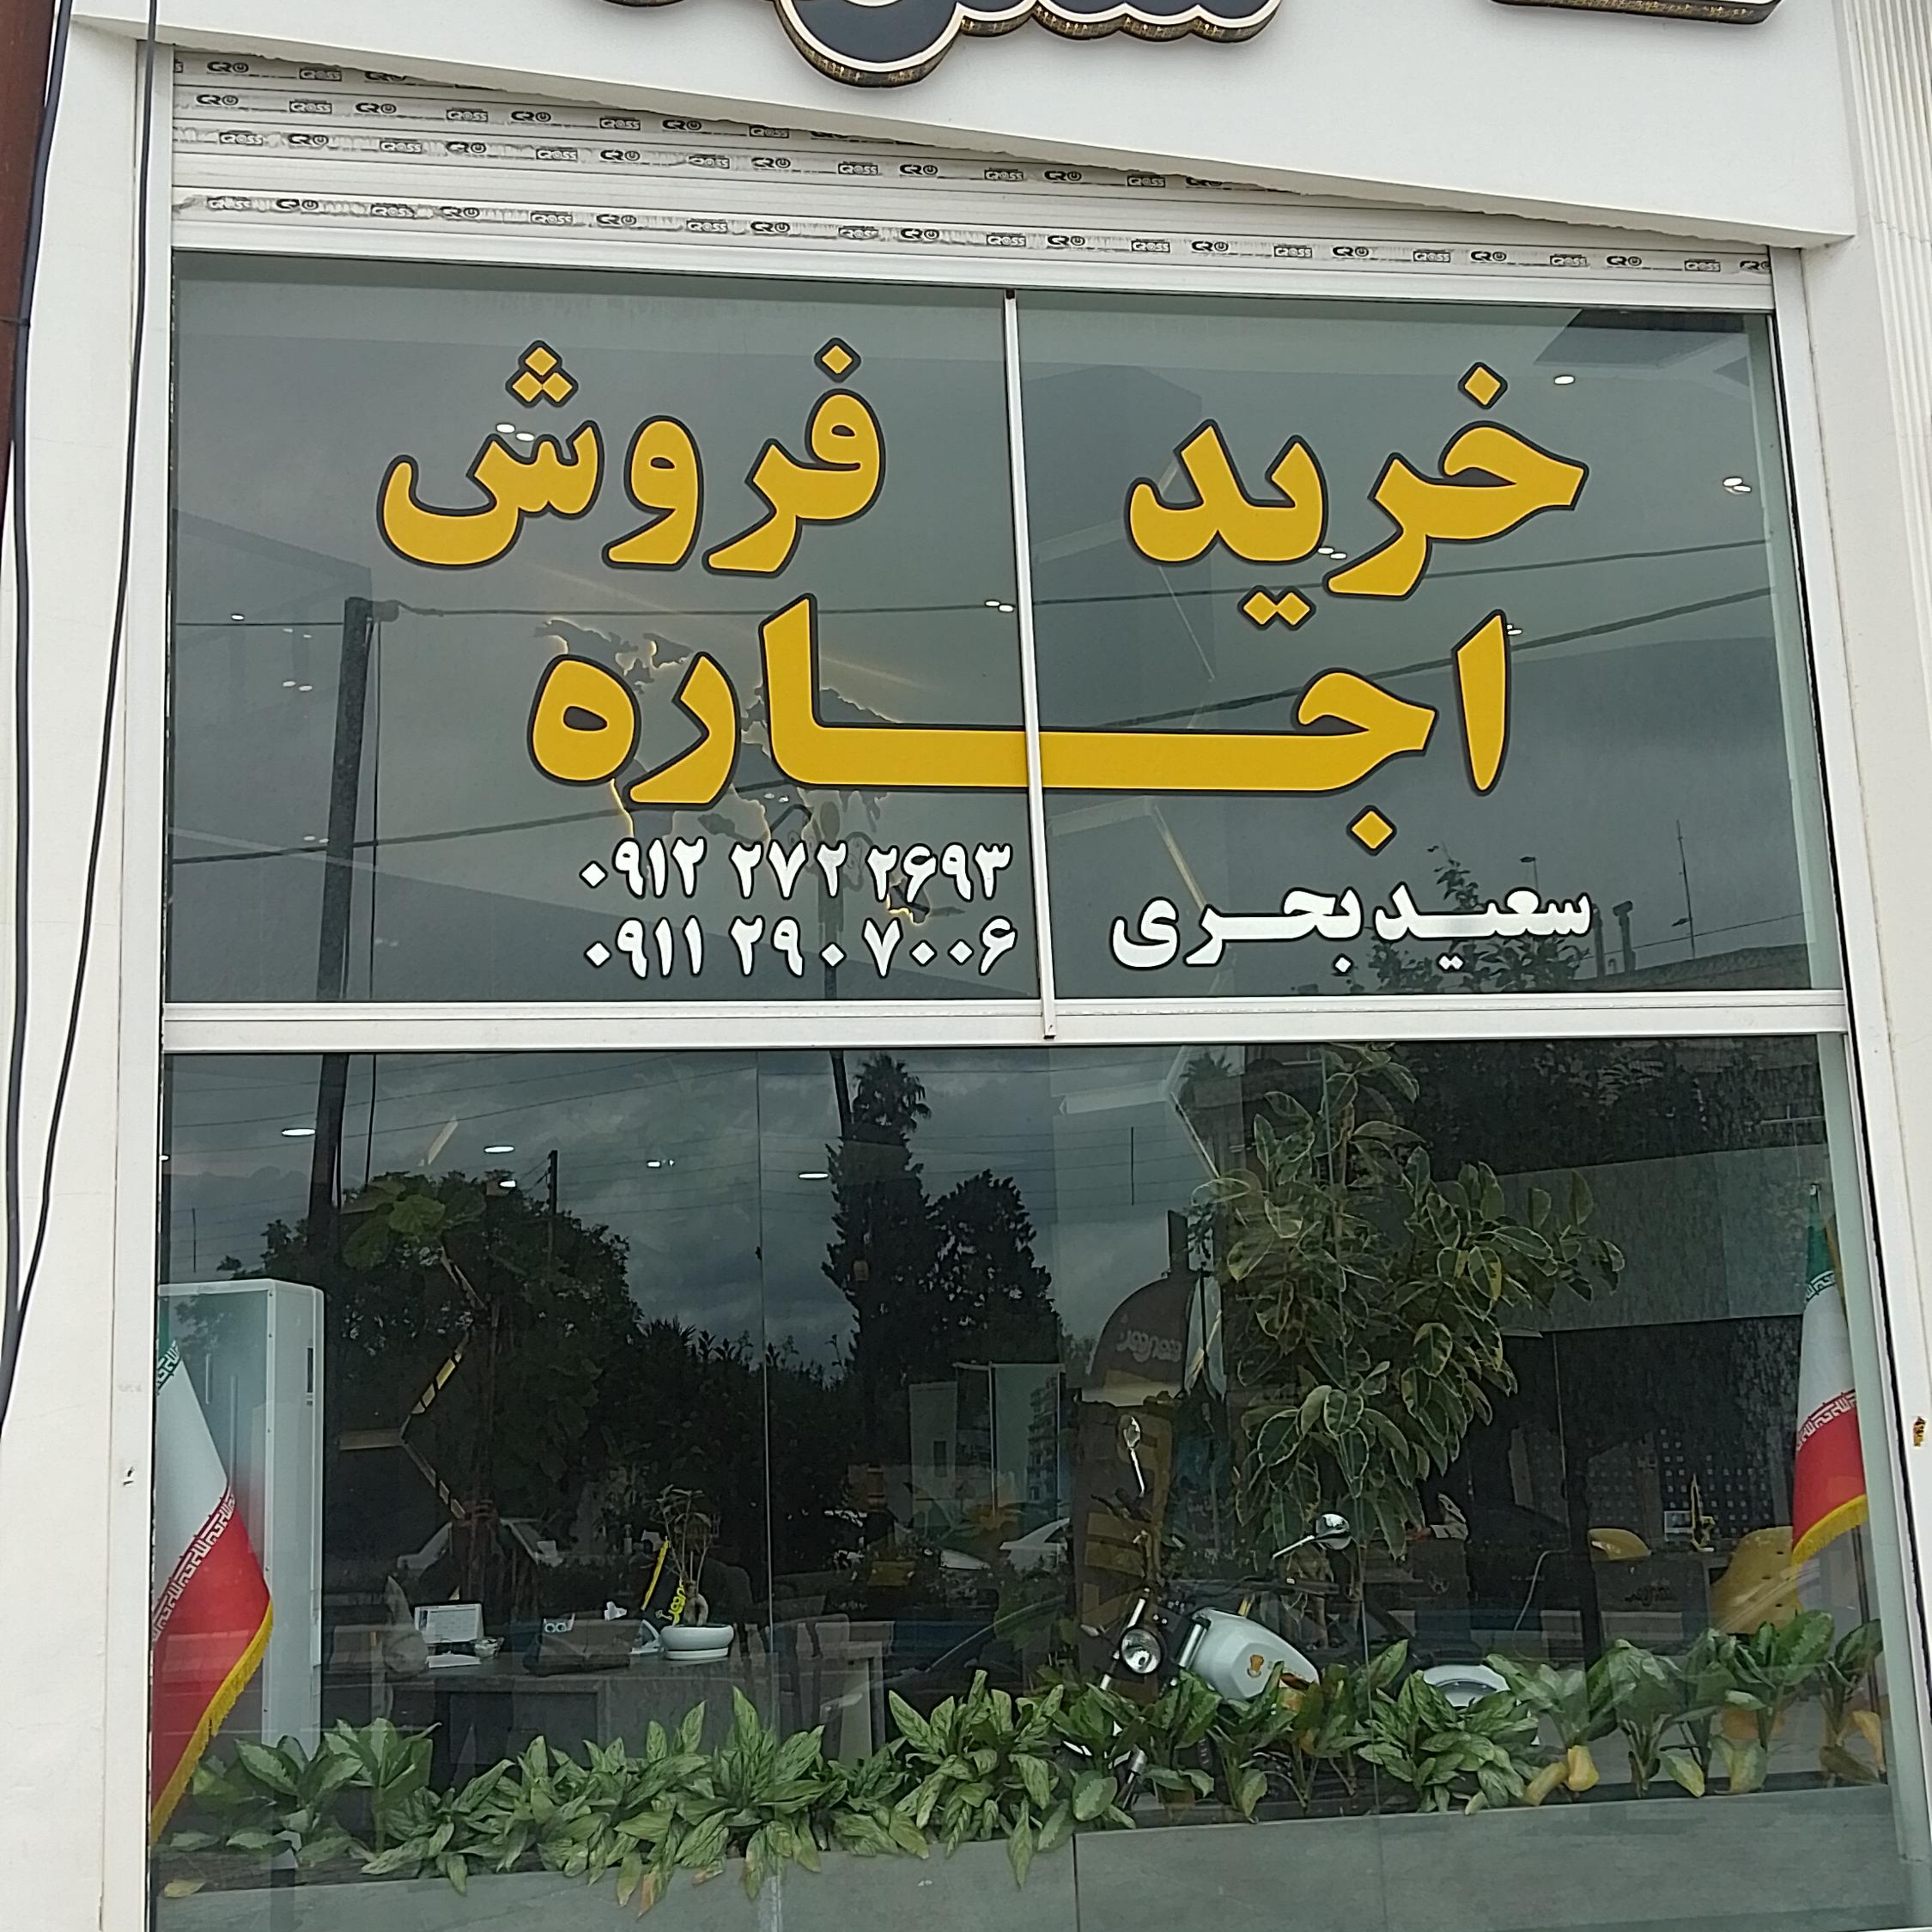 خرید فروش
اجاره
سعید بحری
۰۹۱۲ ۲۷۲ ۲۶۹۳
۰۹۱۱ ۲۹۰ ۷۰۰۶